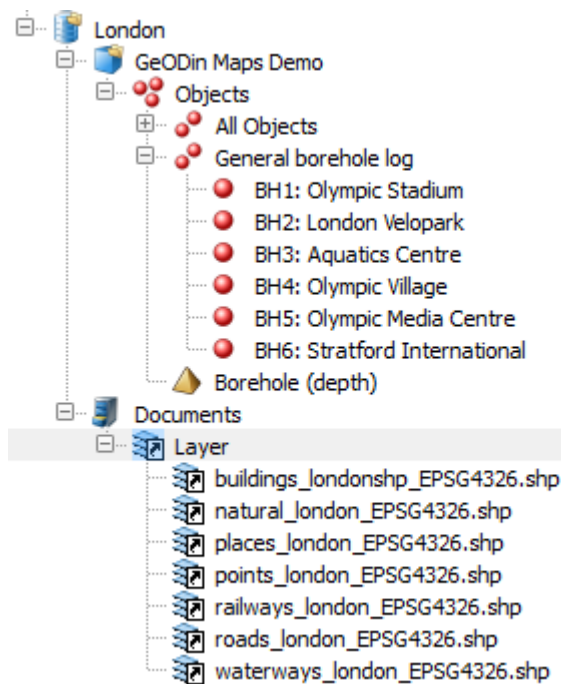 London
GeODin Maps Demo
Objects
All Objects
General borehole log
BH1: Olympic Stadium
BH2: London Velopark
BH3: Aquatics Centre
BH4: Olympic Village
BH5: Olympic Media Centre
BH6: Stratford International
Borehole (depth)
Documents
Layer
buildings_londonshp_EPSG4326.shp
natural_london_EPSG4326.shp
places_london_EPSG4326.shp
points_london_EPSG4326.shp
railways_london_EPSG4326.shp
roads_london_EPSG4326.shp
waterways_london_EPSG4326.shp